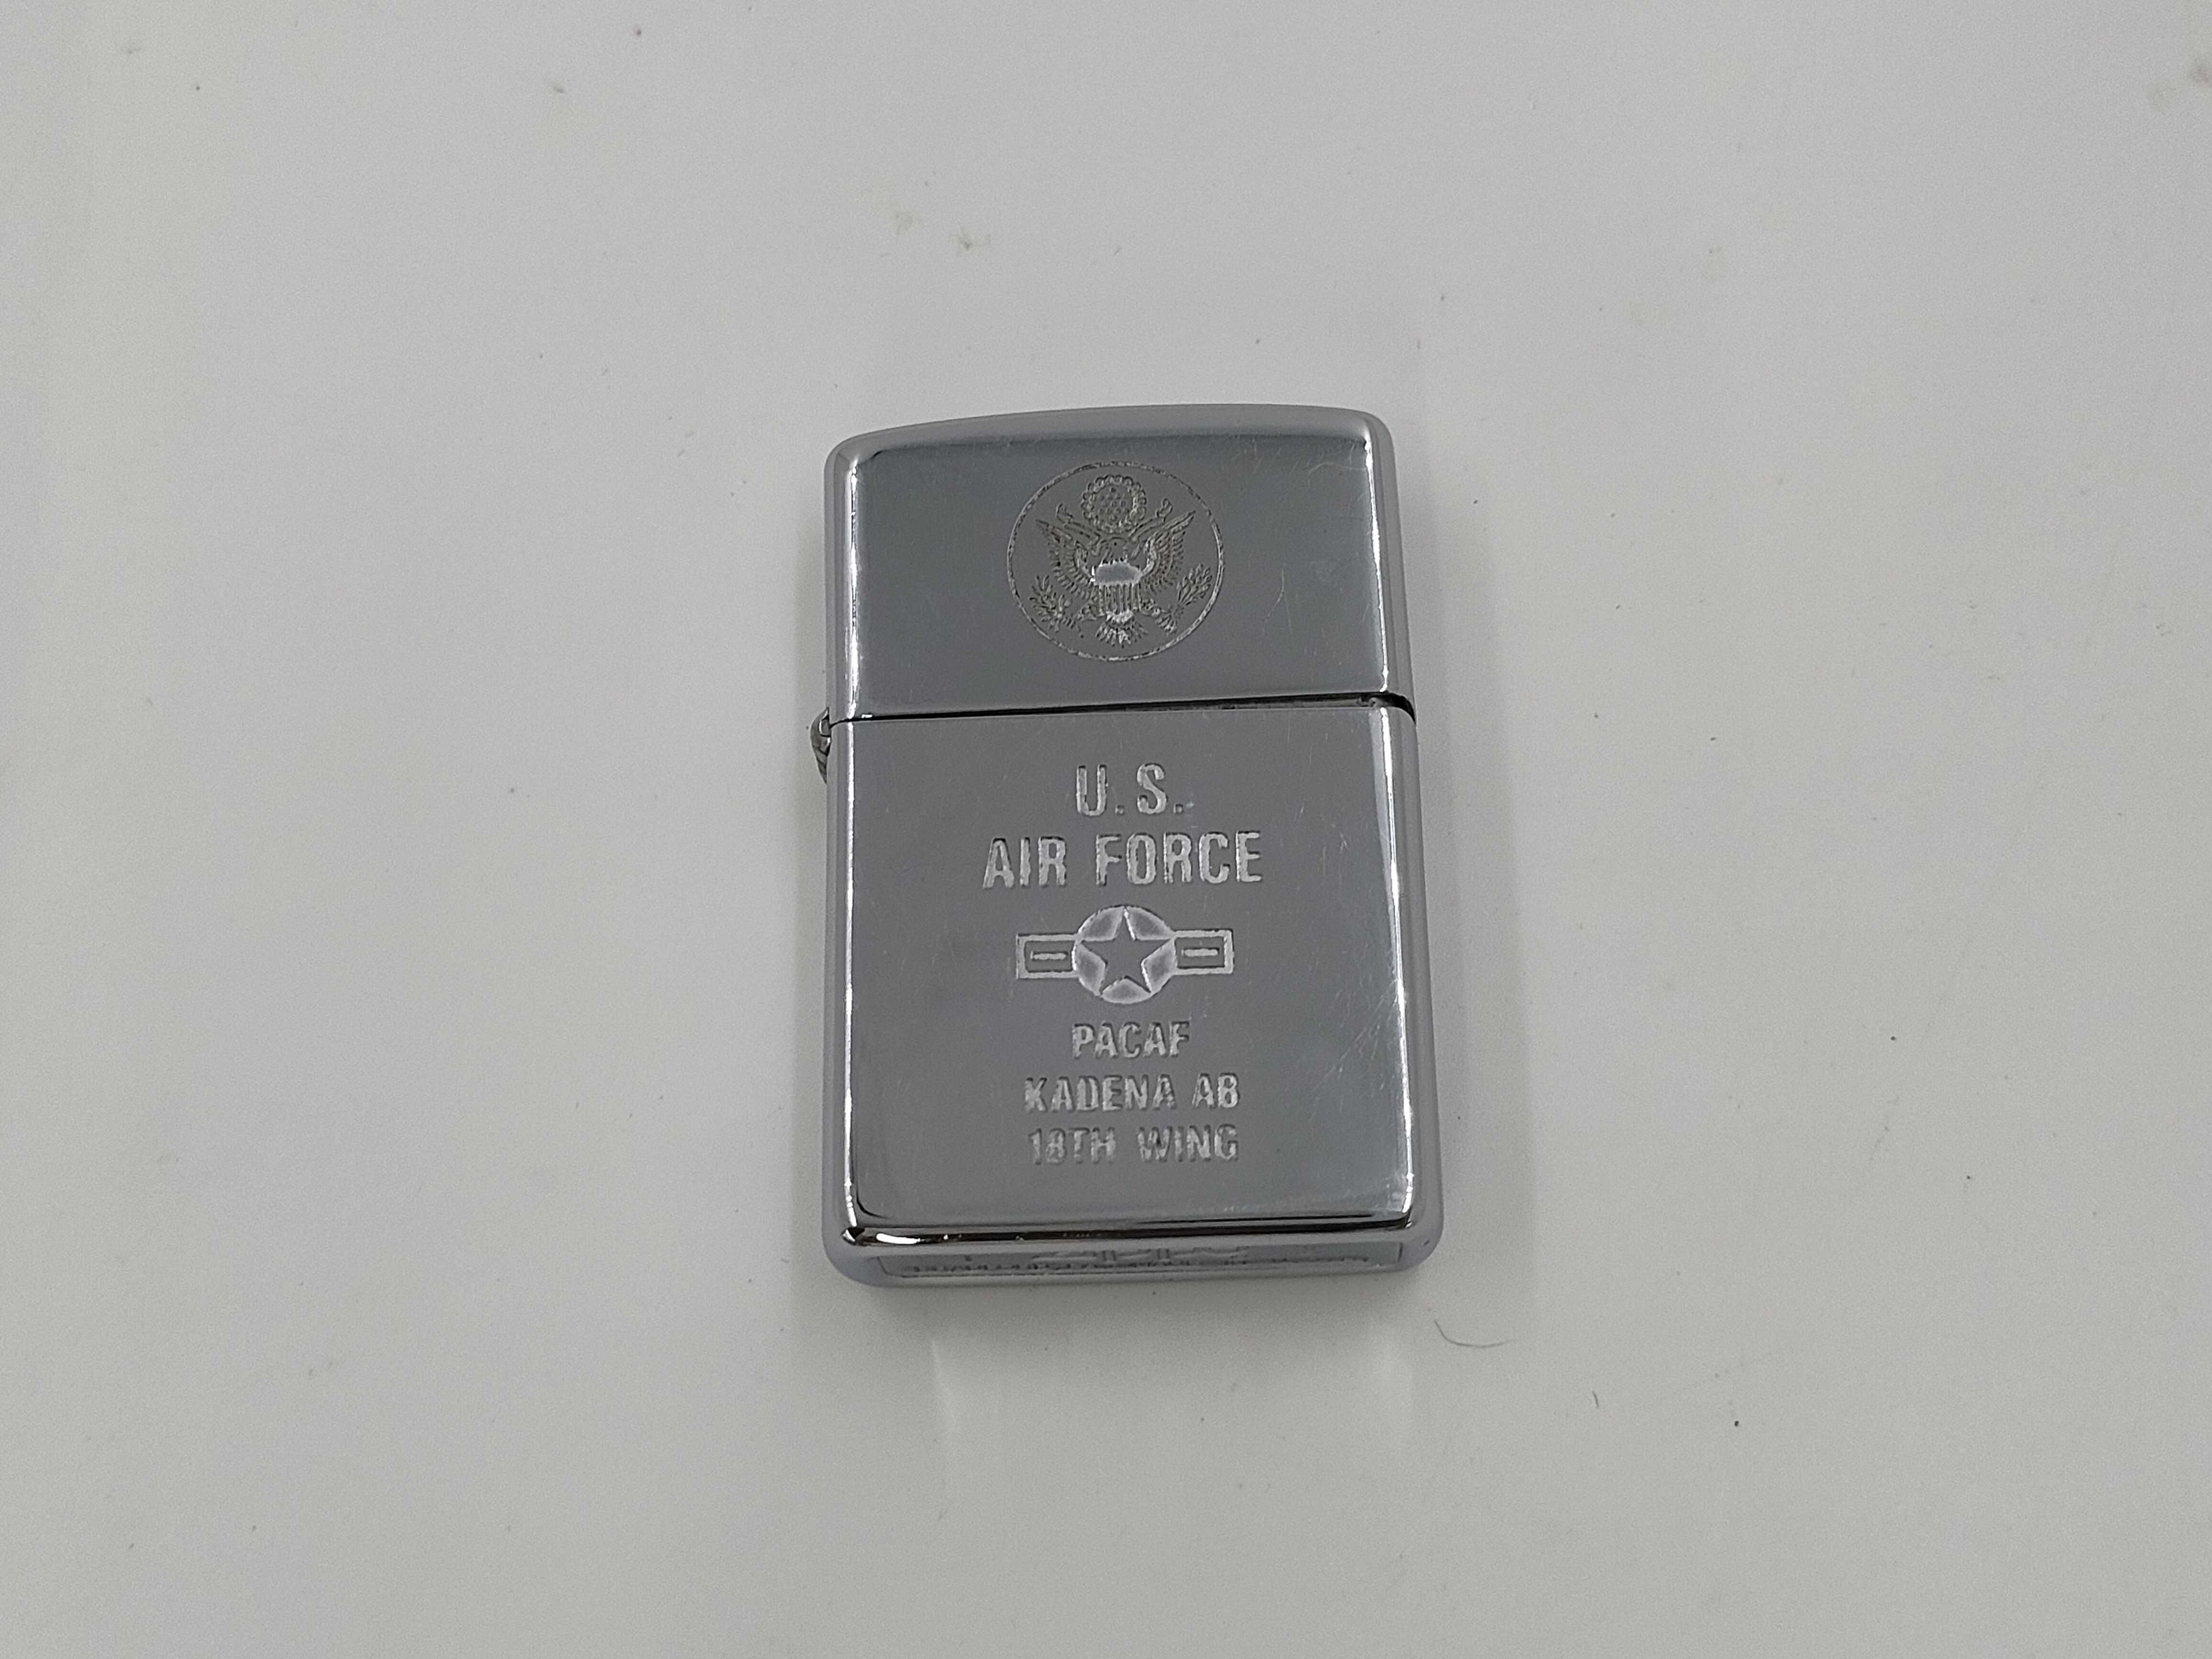 U.S.
AIR FORCE
PACAF
KADENA AB
18TH WING